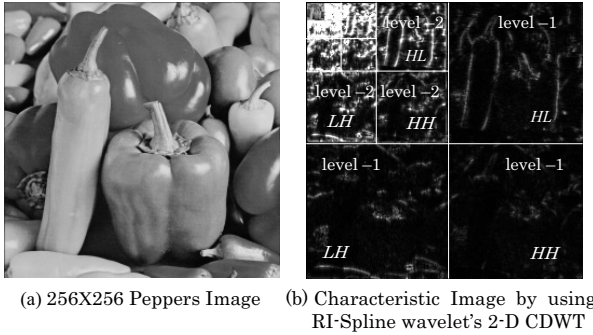 level−2
HL
level−1
HL
level−2
LH
level−2
HH
level−1
LH
level−1
HH
(a) 256X256 Peppers Image
(b) Characteristic Image by using
RI-Spline wavelet's 2-D CDWT